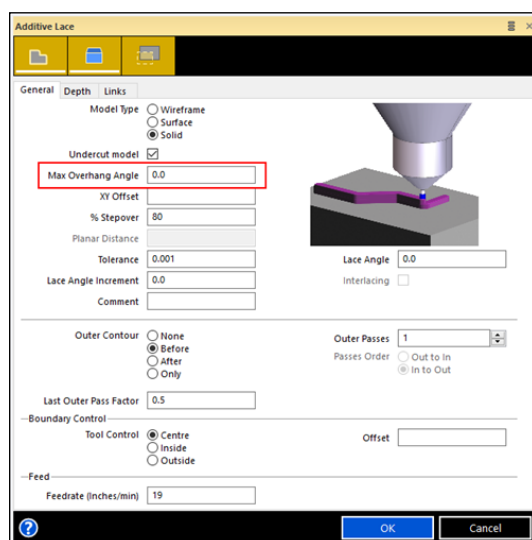 Additive Lace
General Depth Links
Model Type Wireframe
Surface
Solid
Undercut model
Max Overhang Angle 0.0
XY Offset
% Stepover 80
Planar Distance
Tolerance 0.001 Lace Angle 0.0
Lace Angle Increment 0.0 Interlacing
Comment
Outer Contour None Outer Passes 1
Before Passes Order Out to In
After In to Out
Only
Last Outer Pass Factor 0.5
Boundary Control
Tool Control Centre Offset
Inside
Outside
Feed
Feedrate (Inches/min) 19
? OK Cancel